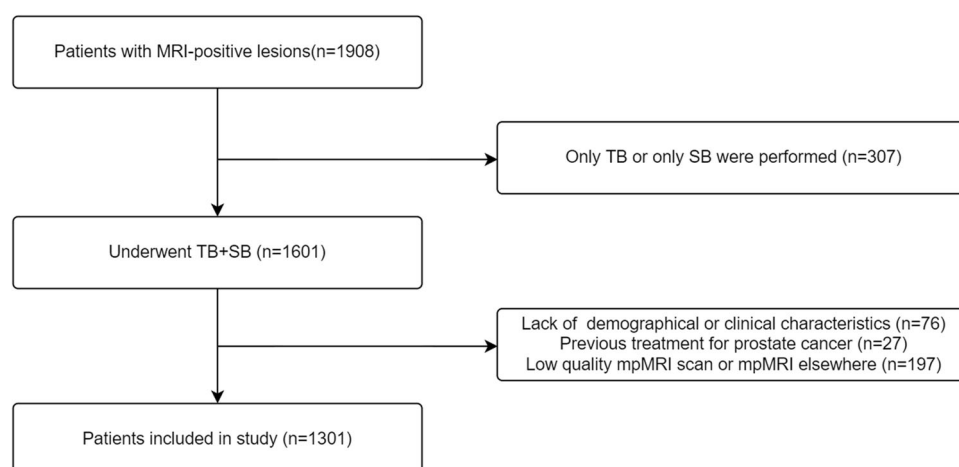 Patients with MRI-positive lesions(n=1908)
Only TB or only SB were performed (n=307)
Underwent TB+SB (n=1601)
Lack of demographical or clinical characteristics (n=76)
Previous treatment for prostate cancer (n=27)
Low quality mpMRI scan or mpMRI elsewhere (n=197)
Patients included in study (n=1301)